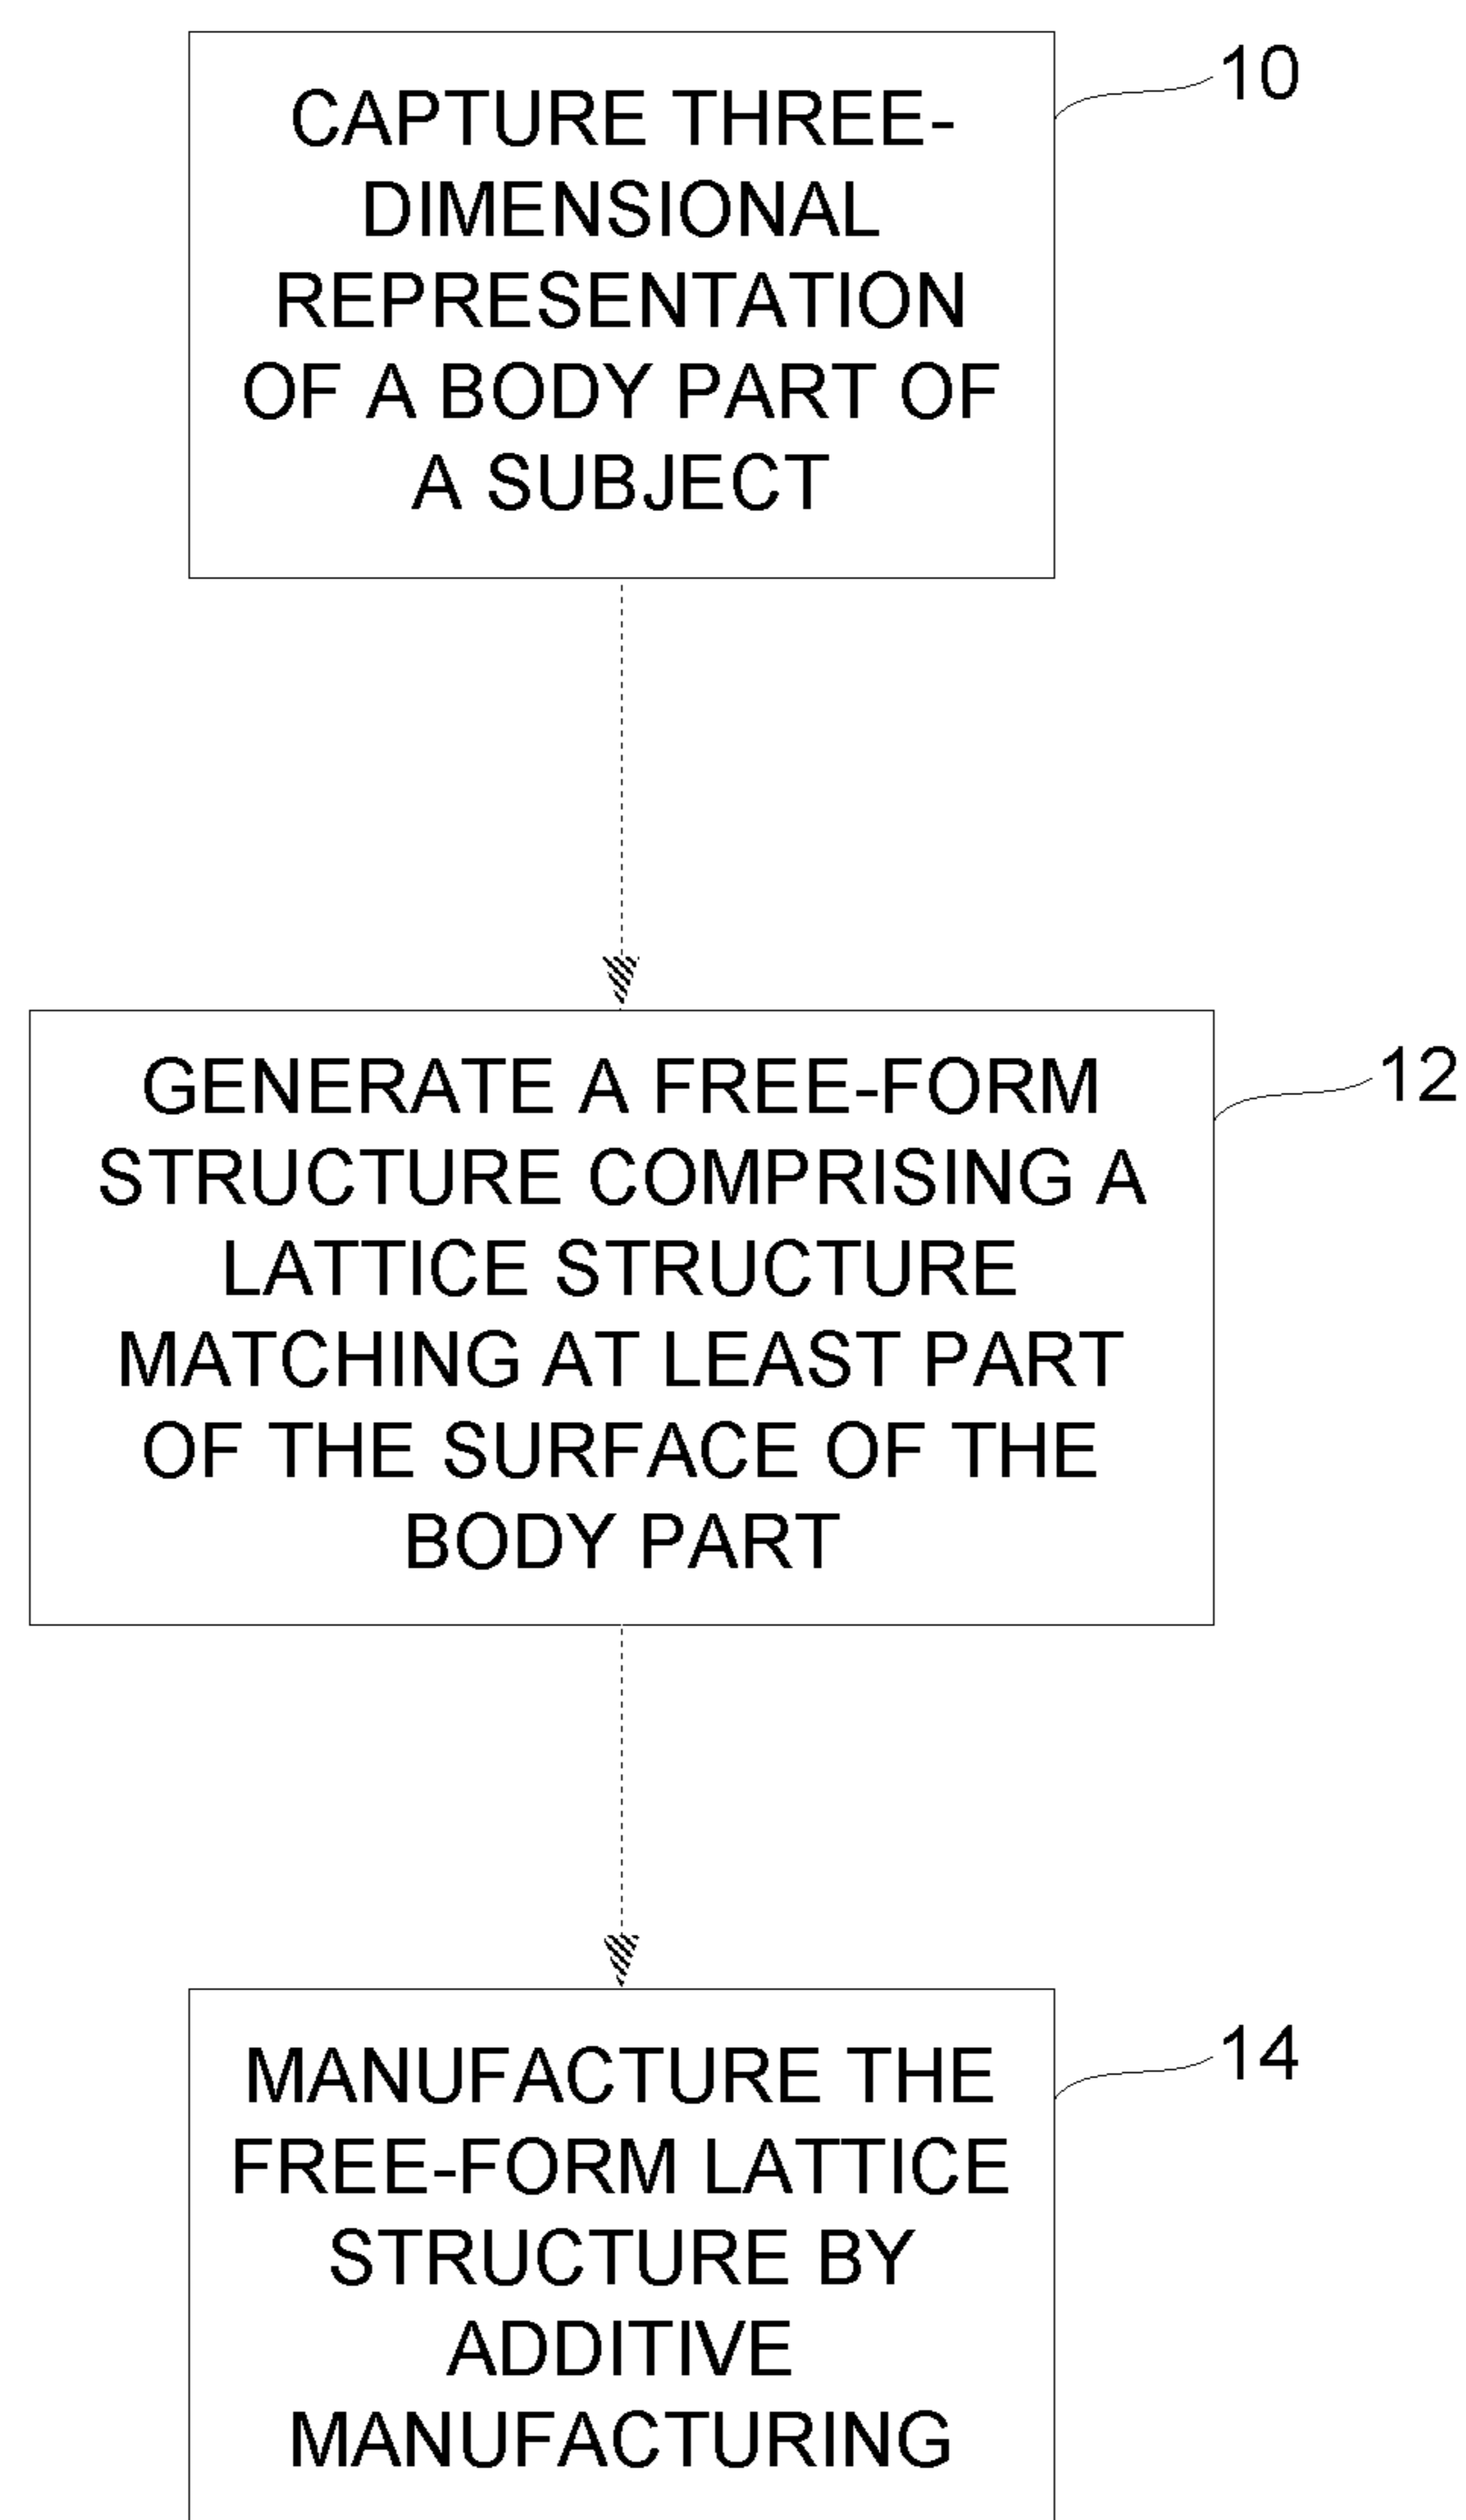 CAPTURE THREE-
DIMENSIONAL
REPRESENTATION
OF A BODY PART OF
A SUBJECT
10
GENERATE A FREE-FORM
STRUCTURE COMPRISING A
LATTICE STRUCTURE
MATCHING AT LEAST PART
OF THE SURFACE OF THE
BODY PART
12
MANUFACTURE THE
FREE-FORM LATTICE
STRUCTURE BY
ADDITIVE
MANUFACTURING
14